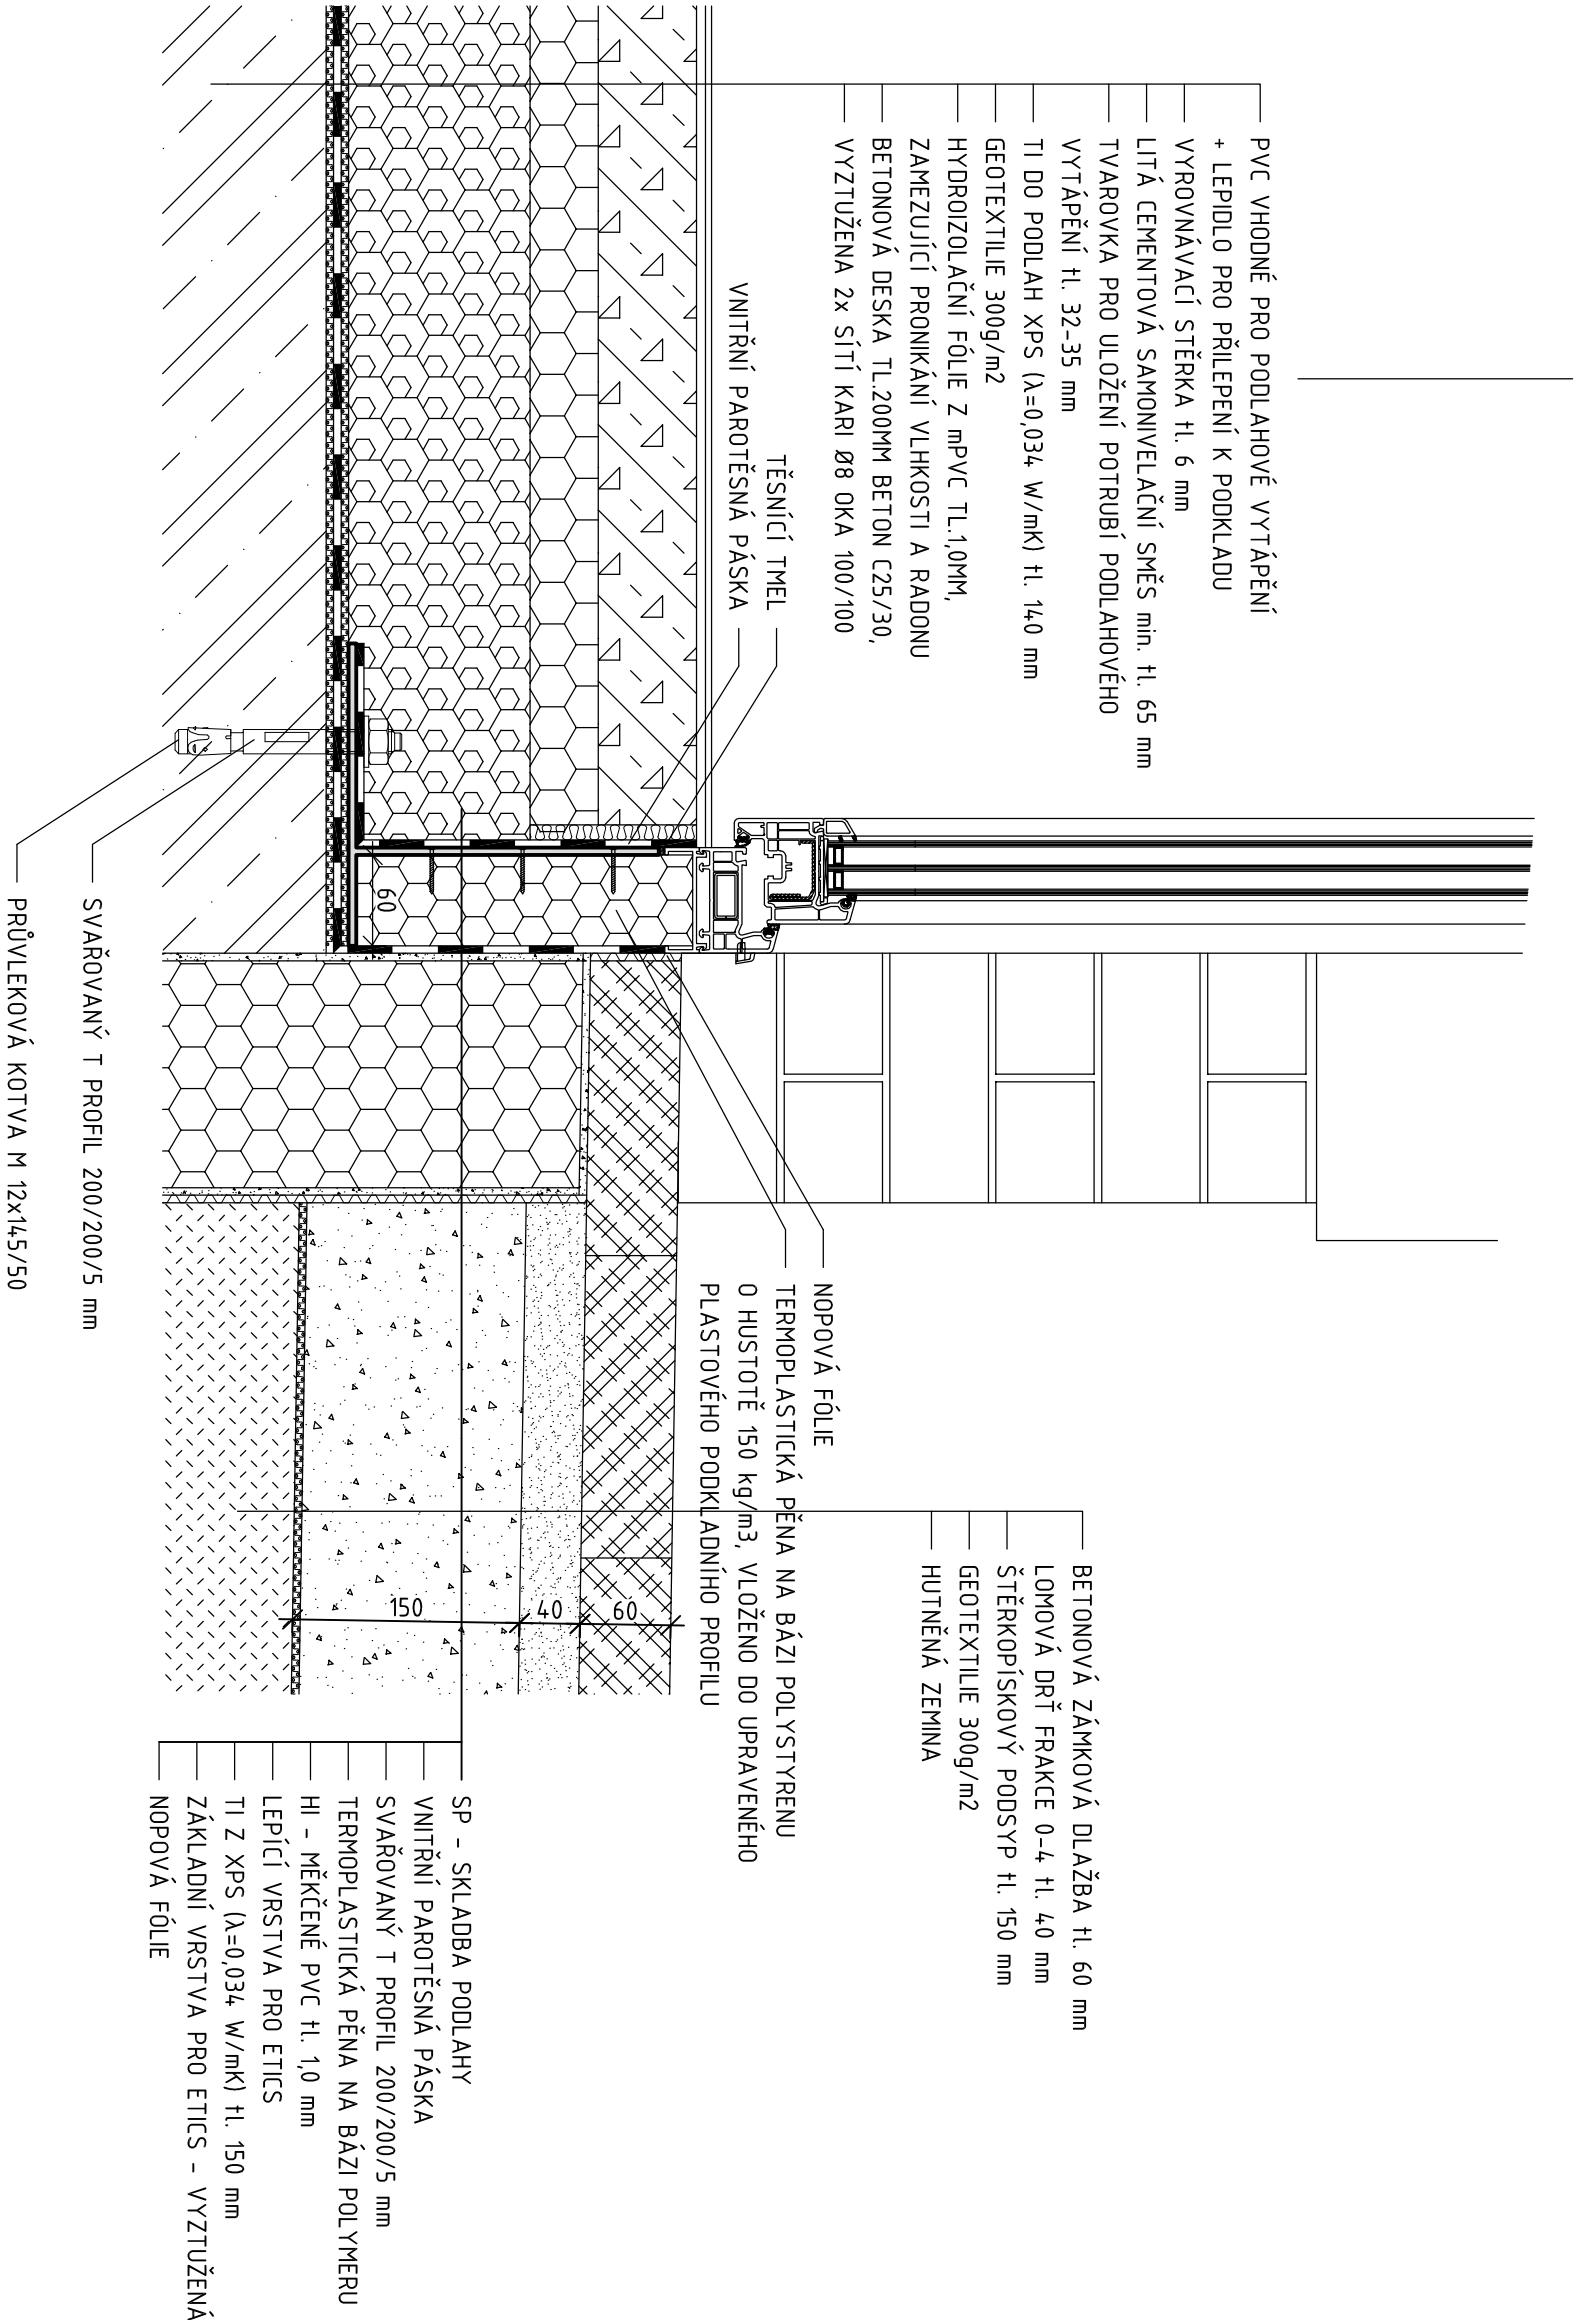 PVC VHODNÉ PRO PODLAHOVÉ VYTÁPĚNÍ
+ LEPIDLO PRO PŘILEPENÍ K PODKLADU
VYROVNÁVACÍ STĚRKA tl. 6 mm
LITÁ CEMENTOVÁ SAMONIVELAČNÍ SMĚS min. tl. 65 mm
TVAROVKA PRO ULOŽENÍ POTRUBÍ PODLAHOVÉHO
VYTÁPĚNÍ tl. 32-35 mm
TI DO PODLAH XPS (λ=0,034 W/mK) tl. 140 mm
GEOTEXTILIE 300g/m2
HYDROIZOLAČNÍ FÓLIE Z mPVC TL.1,0MM,
ZAMEZUJÍCÍ PRONIKÁNÍ VLHKOSTI A RADONU
BETONOVÁ DESKA TL.200MM BETON C25/30,
VYZTUŽENA 2x SÍTÍ KARI Ø8 OKA 100/100
TĚSNÍCÍ TMEL
VNITŘNÍ PAROTĚSNÁ PÁSKA
60
SVAŘOVANÝ T PROFIL 200/200/5 mm
PRŮVLEKOVÁ KOTVA M 12x145/50
NOPOVÁ FÓLIE
TERMOPLASTICKÁ PĚNA NA BÁZI POLYSTYRENU
O HUSTOTĚ 150 kg/m3, VLOŽENO DO UPRAVENÉHO
PLASTOVÉHO PODKLADNÍHO PROFILU
BETONOVÁ ZÁMKOVÁ DLAŽBA tl. 60 mm
LOMOVÁ DRŤ FRAKCE 0-4 tl. 40 mm
ŠTĚRKOPÍSKOVÝ PODSYP tl. 150 mm
GEOTEXTILIE 300g/m2
HUTNĚNÁ ZEMINA
60
40
150
SP - SKLADBA PODLAHY
VNITŘNÍ PAROTĚSNÁ PÁSKA
SVAŘOVANÝ T PROFIL 200/200/5 mm
TERMOPLASTICKÁ PĚNA NA BÁZI POLYMERU
HI - MĚKČENÉ PVC tl. 1,0 mm
LEPÍCÍ VRSTVA PRO ETICS
TI Z XPS (λ=0,034 W/mK) tl. 150 mm
ZÁKLADNÍ VRSTVA PRO ETICS - VYZTUŽENÁ
NOPOVÁ FÓLIE